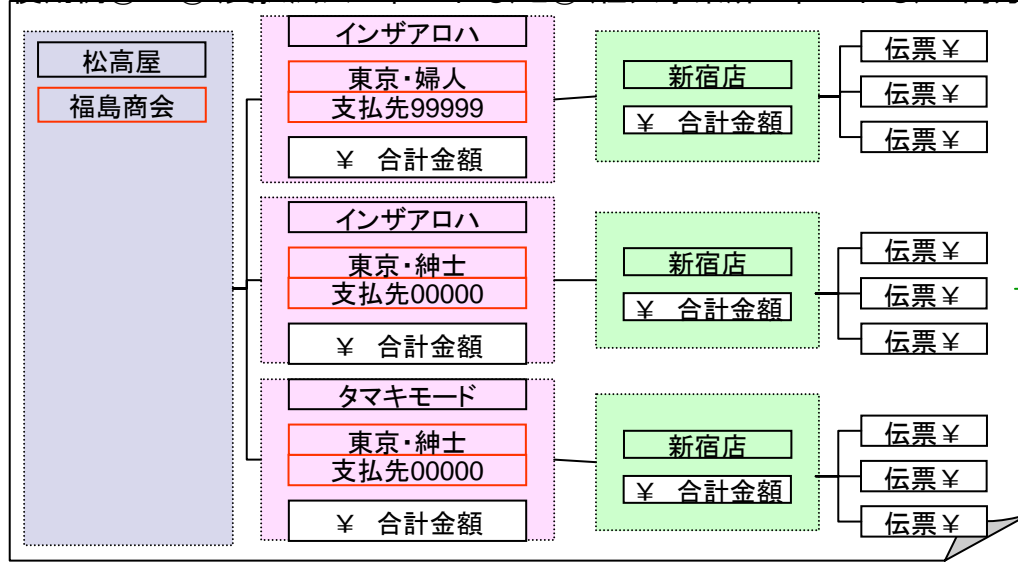 松高屋
福島商会
インザアロハ
東京・婦人
支払先99999
¥ 合計金額
新宿店
¥ 合計金額
伝票¥
伝票¥
伝票¥
インザアロハ
東京・紳士
支払先00000
¥ 合計金額
新宿店
¥ 合計金額
伝票¥
伝票¥
伝票¥
タマキモード
東京・紳士
支払先00000
¥ 合計金額
新宿店
¥ 合計金額
伝票¥
伝票¥
伝票¥